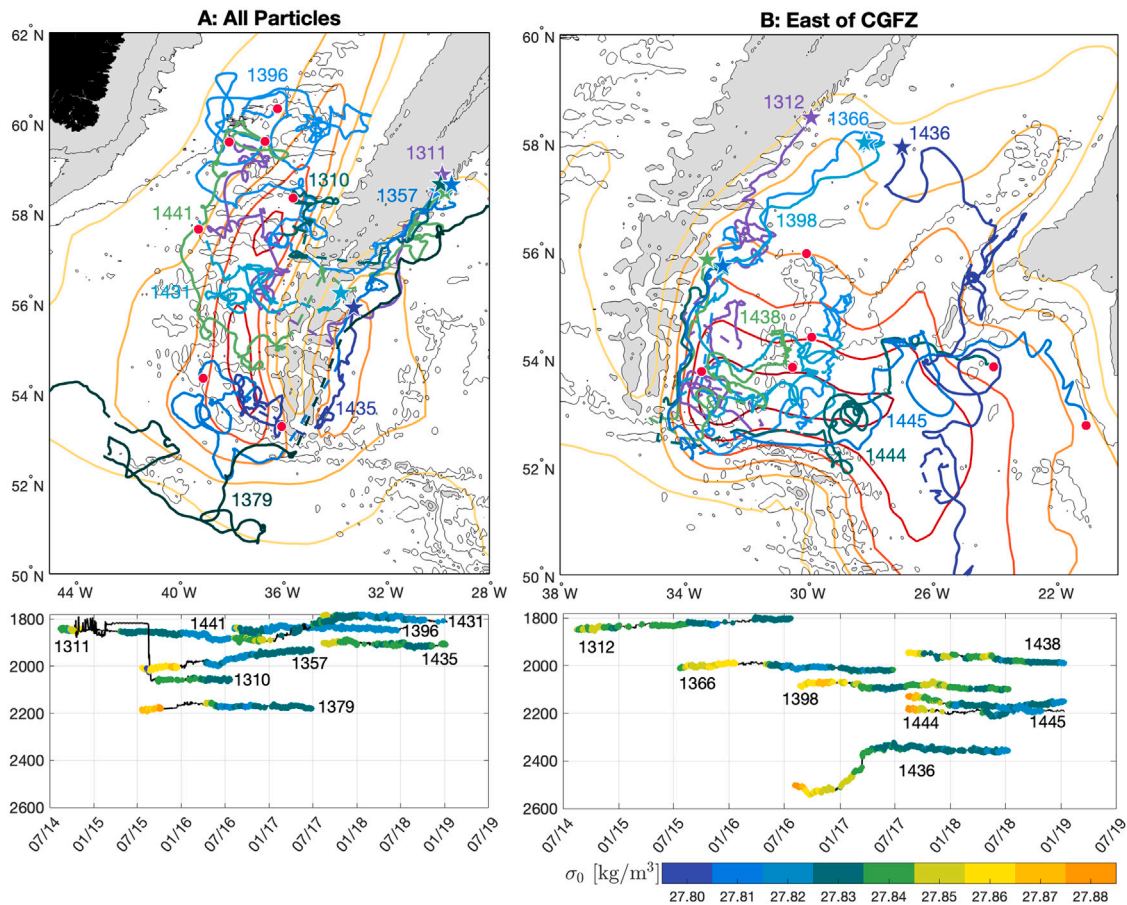 A: All Particles
B: East of CGFZ
62° N
60° N
58° N
56° N
54° N
52° N
50° N
44° W
40° W
36° W
32° W
28° W
1396
1311
1310
1357
1441
1431
1435
1379
60° N
58° N
56° N
54° N
52° N
50° N
38° W
34° W
30° W
26° W
22° W
1312
1366
1436
1398
1438
1445
1444
1800
2000
2200
2400
2600
1311
1441
1431
1396
1435
1357
1310
1379
07/14
01/15
07/15
01/16
07/16
01/17
07/17
01/18
07/18
01/19
07/19
1800
2000
2200
2400
2600
1312
1438
1366
1398
1444
1445
1436
07/14
01/15
07/15
01/16
07/16
01/17
07/17
01/18
07/18
01/19
07/19
σ₀ [kg/m³]
27.80 27.81 27.82 27.83 27.84 27.85 27.86 27.87 27.88